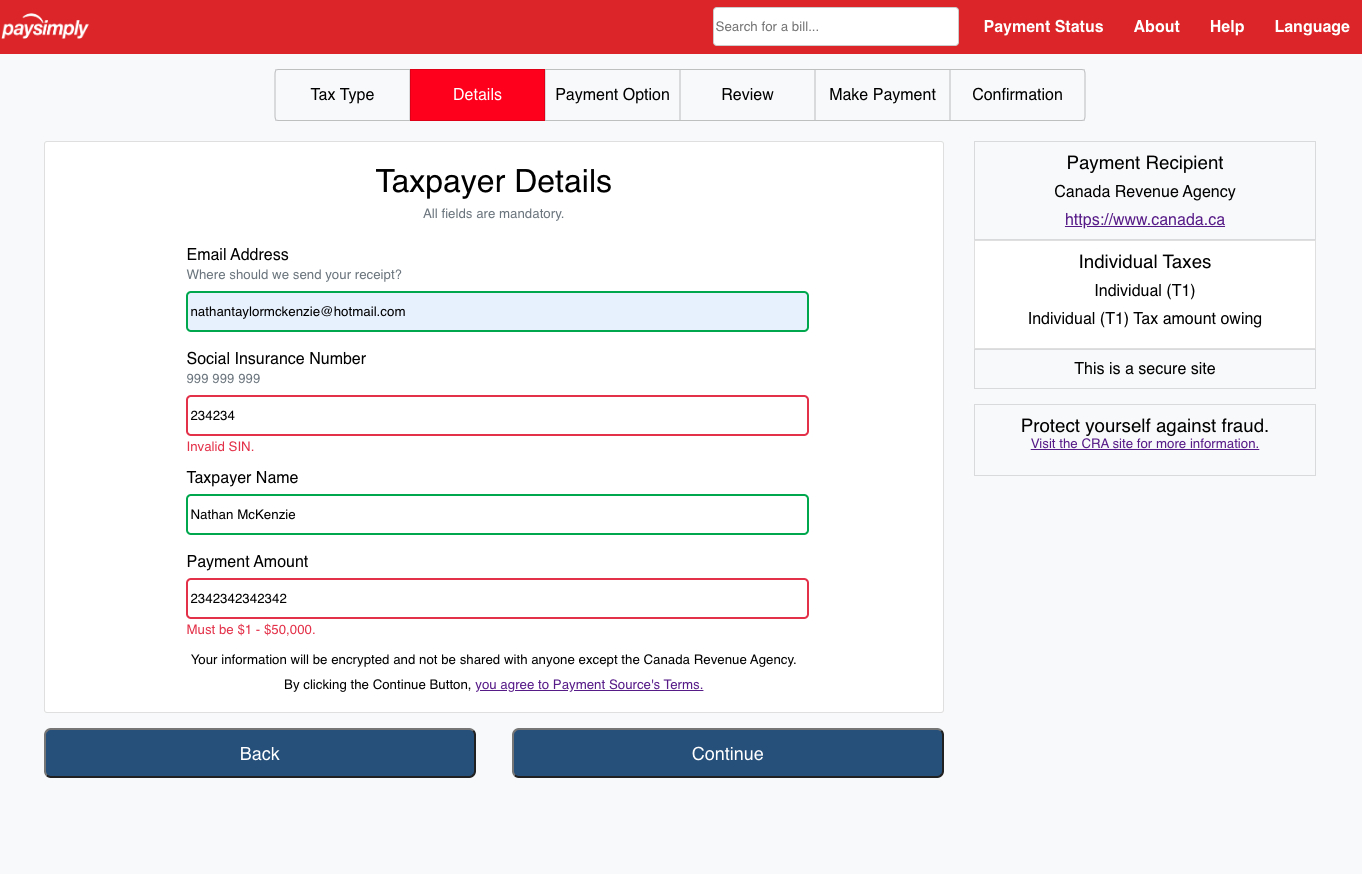 paysimply
Search for a bill...
Payment Status
About
Help
Language
Tax Type
Details
Payment Option
Review
Make Payment
Confirmation
Taxpayer Details
All fields are mandatory.
Email Address
Where should we send your receipt?
nathantaylormckenzie@hotmail.com
Social Insurance Number
999 999 999
234234
Invalid SIN.
Taxpayer Name
Nathan McKenzie
Payment Amount
2342342342342
Must be $1 - $50,000.
Your information will be encrypted and not be shared with anyone except the Canada Revenue Agency.
By clicking the Continue Button, you agree to Payment Source's Terms.
Back
Continue
Payment Recipient
Canada Revenue Agency
https://www.canada.ca
Individual Taxes
Individual (T1)
Individual (T1) Tax amount owing
This is a secure site
Protect yourself against fraud.
Visit the CRA site for more information.